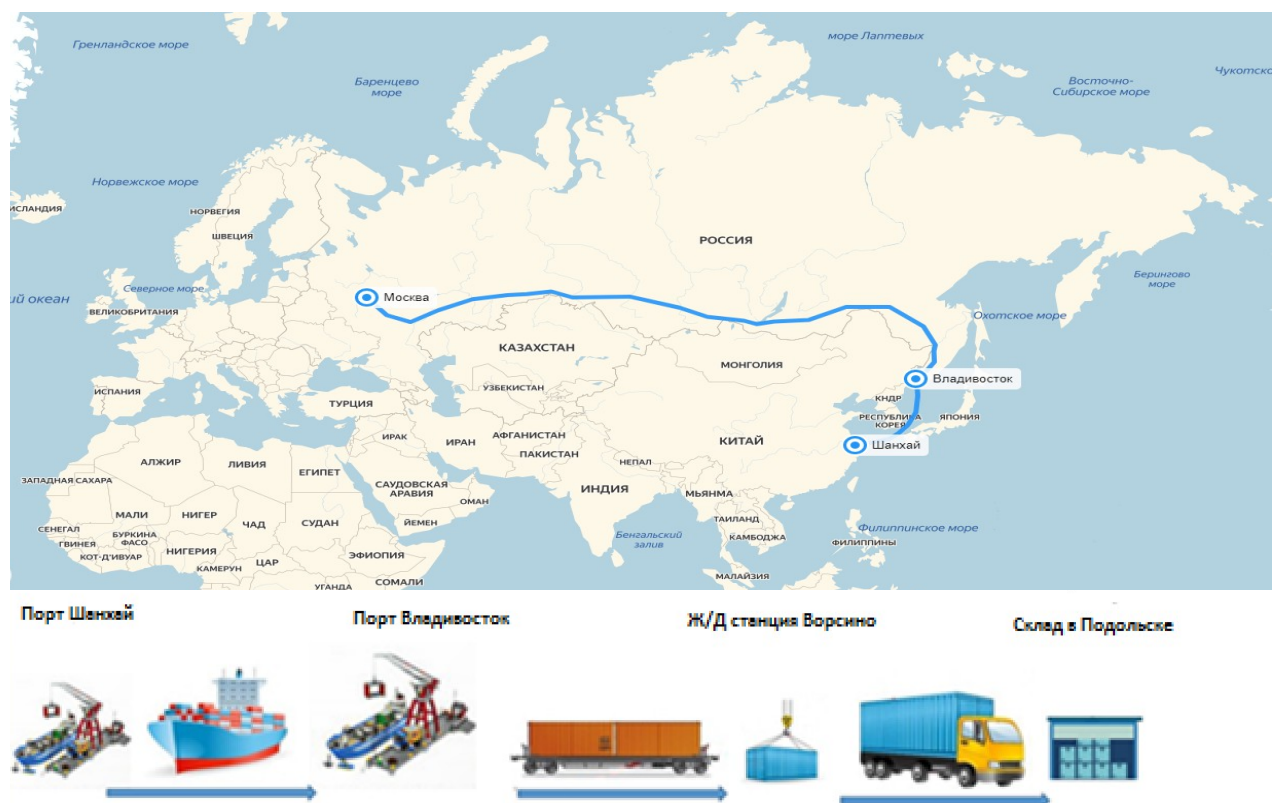 Гренландское море
море Лаптевых
Чукотско
Баренцево
море
Восточно-
Сибирское море
Норвежское море
ИСЛАНДИЯ
НОРВЕГИЯ
ШВЕЦИЯ
РОССИЯ
Берингово
море
ий океан
Северное море
Москва
ВЕЛИКОБРИТАНИЯ
Охотское море
КАЗАХСТАН
МОНГОЛИЯ
Владивосток
ИСПАНИЯ
УЗБЕКИСТАН
КНДР
ТУРЦИЯ
РЕСПУБЛИКА
КОРЕЯ
ЯПОНИЯ
ИРАК
ИРАН
АФГАНИСТАН
КИТАЙ
Шанхай
ПАКИСТАН
АЛЖИР
ЛИВИЯ
ЕГИПЕТ
НЕПАЛ
ЗАПАДНАЯ САХАРА
САУДОВСКАЯ
АРАВИЯ
ОМАН
ИНДИЯ
МЬЯНМА
МАЛИ
НИГЕР
ЧАД
СУДАН
ЙЕМЕН
ТАИЛАНД
СЕНЕГАЛ
БУРКИНА
ФАСО
Бенгальский
залив
КАМБОДЖА
Филиппинское море
ФИЛИППИНЫ
ГВИНЕЯ
КОТ-Д'ИВУАР
НИГЕРИЯ
КАМЕРУН
ЦАР
ЭФИОПИЯ
МАЛАЙЗИЯ
УГАНДА
СОМАЛИ
Порт Шанхай
Порт Владивосток
Ж/Д станция Ворсино
Склад в Подольске